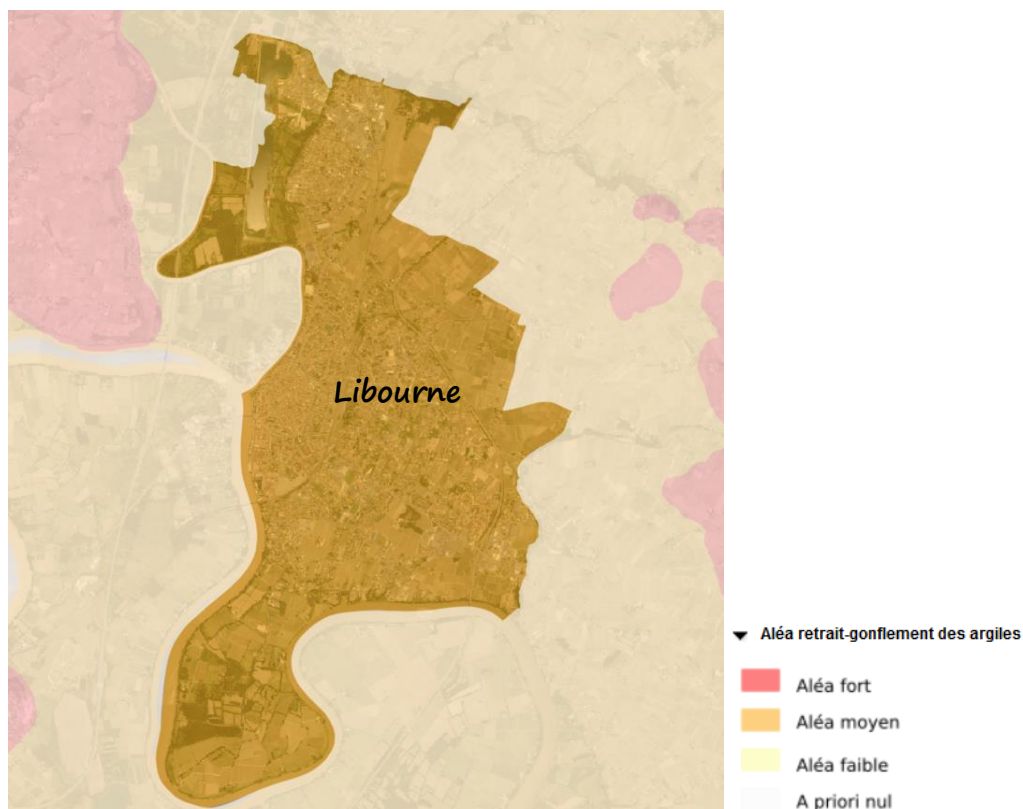 Libourne
Aléa retrait-gonflement des argiles
Aléa fort
Aléa moyen
Aléa faible
A priori nul